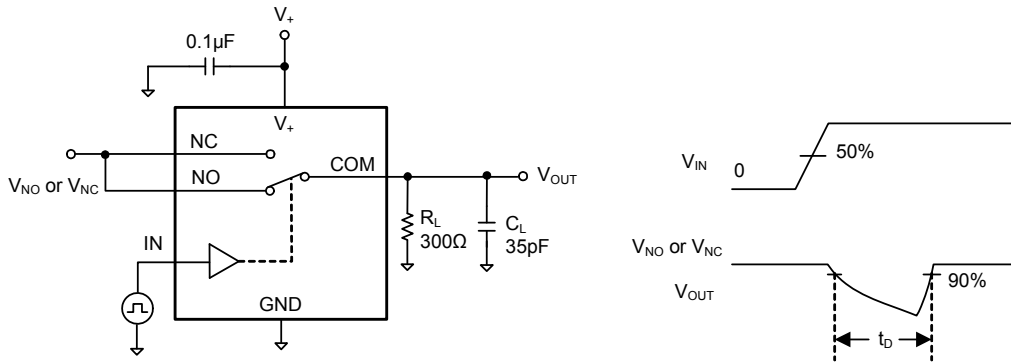 V+
0.1µF
V+
NC
COM
VNO or VNC
NO
VOUT
RL
300Ω
CL
35pF
IN
GND
VIN
0
50%
VNO or VNC
VOUT
90%
tD